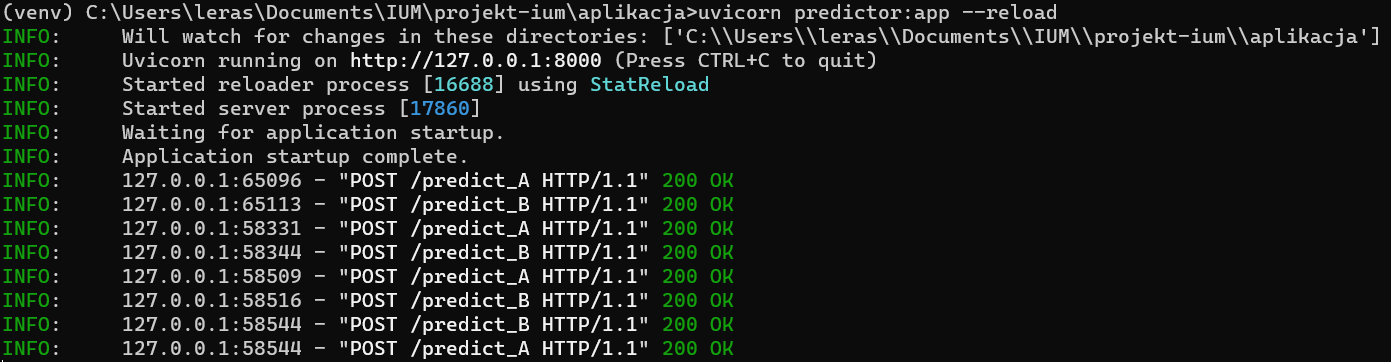 (venv) C:\Users\leras\Documents\IUM\projekt-ium\aplikacja>uvicorn predictor:app --reload
INFO:     Will watch for changes in these directories: ['C:\\Users\\leras\\Documents\\IUM\\projekt-ium\\aplikacja']
INFO:     Uvicorn running on http://127.0.0.1:8000 (Press CTRL+C to quit)
INFO:     Started reloader process [16688] using StatReload
INFO:     Started server process [17860]
INFO:     Waiting for application startup.
INFO:     Application startup complete.
INFO:     127.0.0.1:65096 - "POST /predict_A HTTP/1.1" 200 OK
INFO:     127.0.0.1:65113 - "POST /predict_B HTTP/1.1" 200 OK
INFO:     127.0.0.1:58331 - "POST /predict_A HTTP/1.1" 200 OK
INFO:     127.0.0.1:58344 - "POST /predict_B HTTP/1.1" 200 OK
INFO:     127.0.0.1:58509 - "POST /predict_A HTTP/1.1" 200 OK
INFO:     127.0.0.1:58516 - "POST /predict_B HTTP/1.1" 200 OK
INFO:     127.0.0.1:58544 - "POST /predict_B HTTP/1.1" 200 OK
INFO:     127.0.0.1:58544 - "POST /predict_A HTTP/1.1" 200 OK